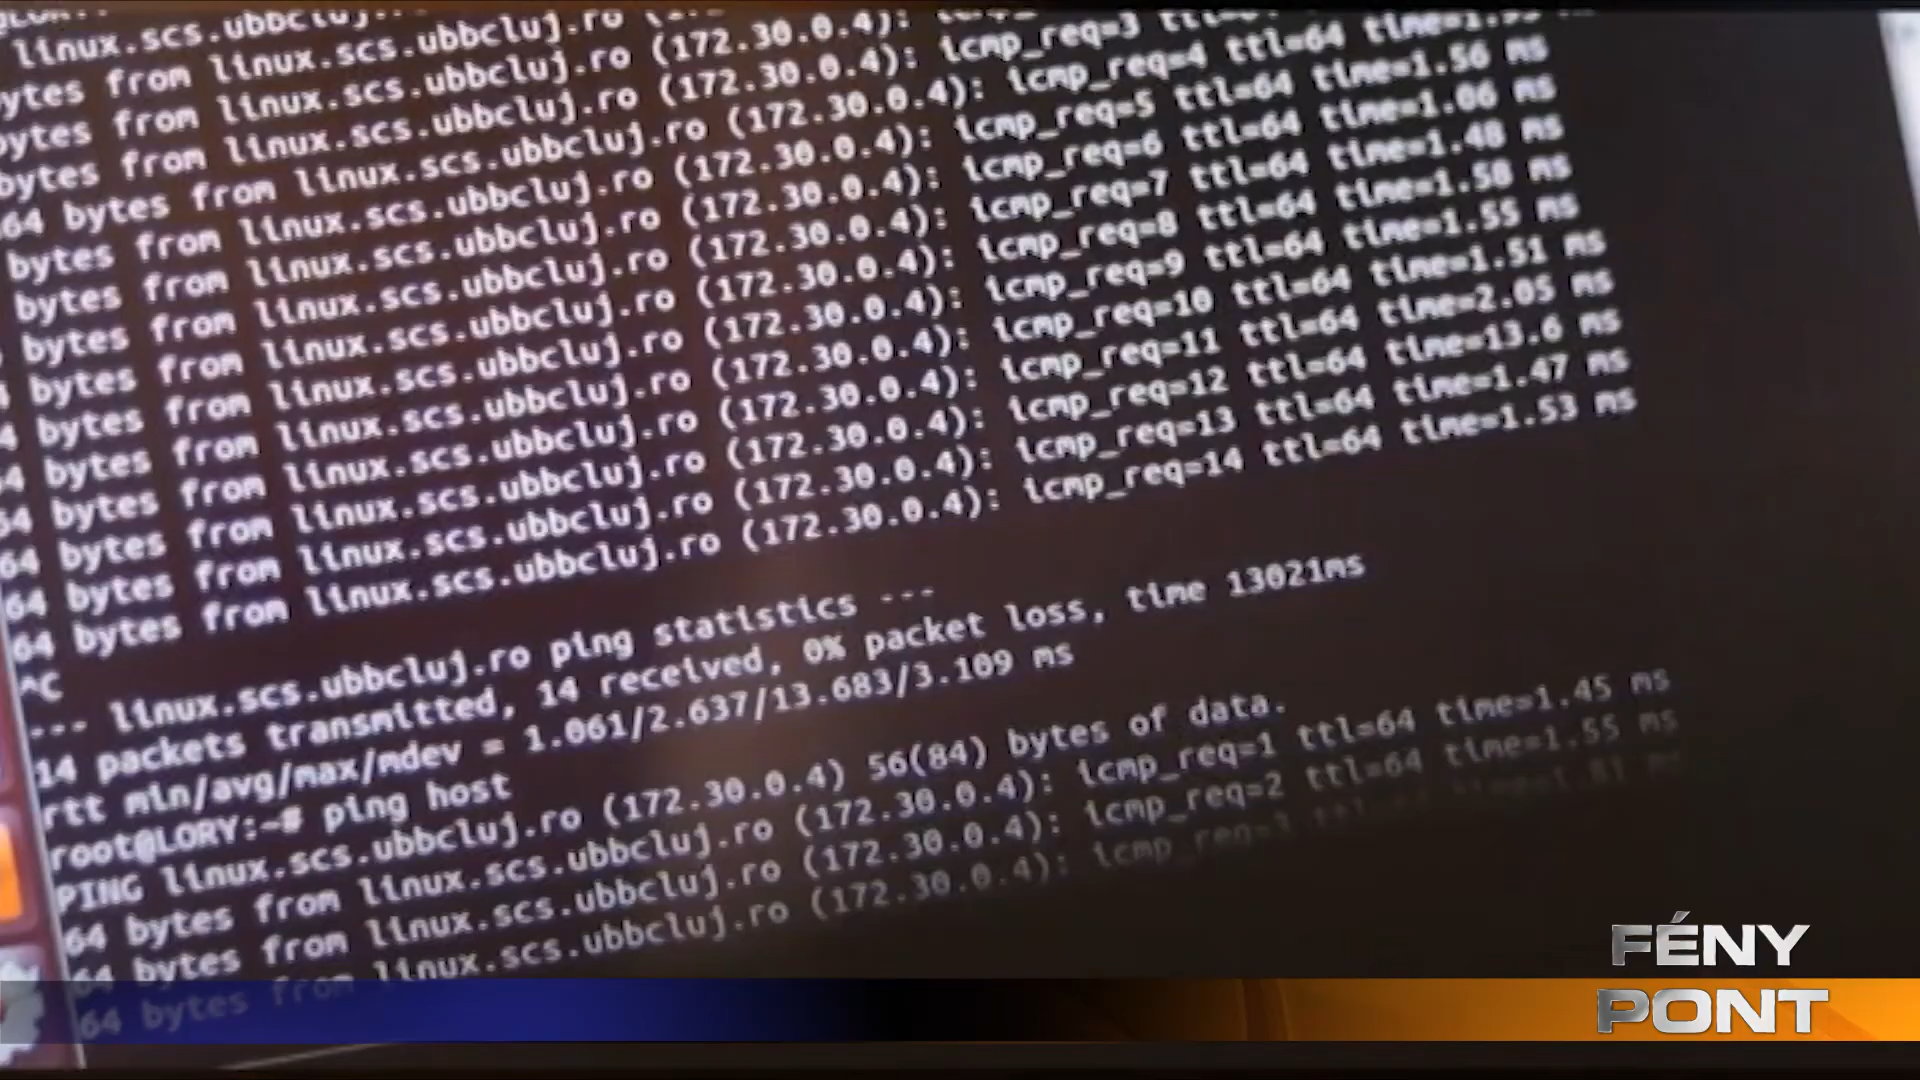 linux.scs.ubbcluj.
ytes from linux.scs.ubbcluj.ro
bytes from linux.scs.ubbcluj.ro (172.30.0.4):
bytes from linux.scs.ubbcluj.ro (172.30.0.4): icmp_req=3
64 bytes from linux.scs.ubbcluj.ro (172.30.0.4): icmp_req=4 ttl=64
bytes from linux.scs.ubbcluj.ro (172.30.0.4): icmp_req=5 ttl=64 time=1.56 ms
bytes from linux.scs.ubbcluj.ro (172.30.0.4): icmp_req=6 ttl=64 time=1.06 ms
bytes from linux.scs.ubbcluj.ro (172.30.0.4): icmp_req=7 ttl=64 time=1.48 ms
4 bytes from linux.scs.ubbcluj.ro (172.30.0.4): icmp_req=8 ttl=64 time=1.58 ms
4 bytes from linux.scs.ubbcluj.ro (172.30.0.4): icmp_req=9 ttl=64 time=1.55 ms
64 bytes from linux.scs.ubbcluj.ro (172.30.0.4): icmp_req=10 ttl=64 time=1.51 ms
64 bytes from linux.scs.ubbcluj.ro (172.30.0.4): icmp_req=11 ttl=64 time=2.05 ms
64 bytes from linux.scs.ubbcluj.ro (172.30.0.4): icmp_req=12 ttl=64 time=13.6 ms
64 bytes from linux.scs.ubbcluj.ro (172.30.0.4): icmp_req=13 ttl=64 time=1.47 ms
64 bytes from linux.scs.ubbcluj.ro (172.30.0.4): icmp_req=14 ttl=64 time=1.53 ms
^C
--- linux.scs.ubbcluj.ro ping statistics ---
14 packets transmitted, 14 received, 0% packet loss, time 13021ms
rtt min/avg/max/mdev = 1.061/2.637/13.683/3.109 ms
root@LORY:~# ping host
PING linux.scs.ubbcluj.ro (172.30.0.4) 56(84) bytes of data.
64 bytes from linux.scs.ubbcluj.ro (172.30.0.4): icmp_req=1 ttl=64 time=1.45 ms
64 bytes from linux.scs.ubbcluj.ro (172.30.0.4): icmp_req=2 ttl=64 time=1.55 ms
64 bytes from linux.scs.ubbcluj.ro (172.30.0.4): icmp_req=3
FÉNY
PONT